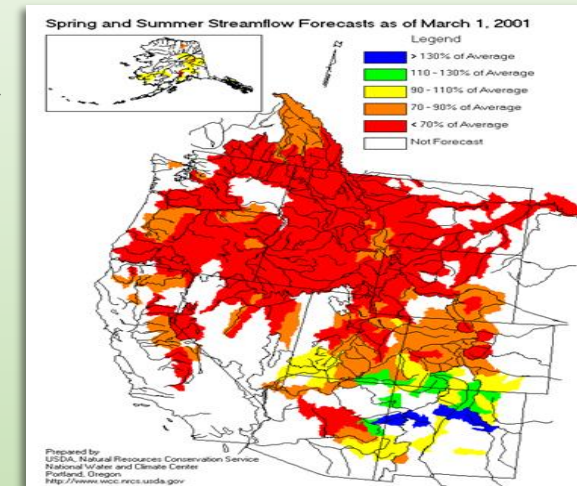 Spring and Summer Streamflow Forecasts as of March 1, 2001
Legend
> 130% of Average
110 - 130% of Average
90 - 110% of Average
70 - 90% of Average
< 70% of Average
Not Forecast
Prepared by
USDA, Natural Resources Conservation Service
National Water and Climate Center
Portland, Oregon
http://www.wcc.nrcs.usda.gov